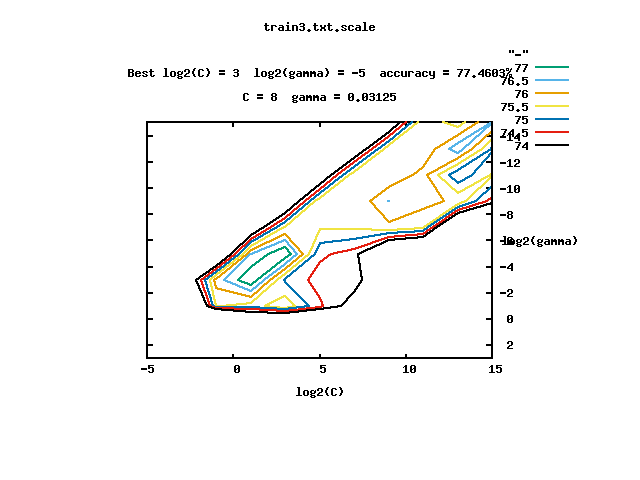 train3.txt.scale
"-"
Best log2(C) = 3  log2(gamma) = -5  accuracy = 77.4603%
77
76.5
C = 8  gamma = 0.03125
76
75.5
75
74.5
74
-14
-12
-10
-8
-6
log2(gamma)
-4
-2
0
2
-5 0 5 10 15
log2(C)